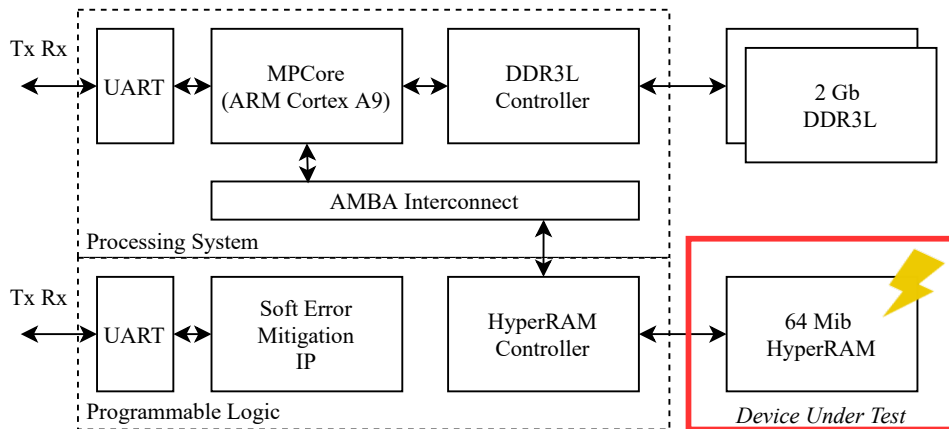 Tx Rx
UART
MPCore
(ARM Cortex A9)
DDR3L
Controller
2 Gb
DDR3L
AMBA Interconnect
Processing System
Tx Rx
UART
Soft Error
Mitigation
IP
HyperRAM
Controller
64 Mib
HyperRAM
Programmable Logic
Device Under Test